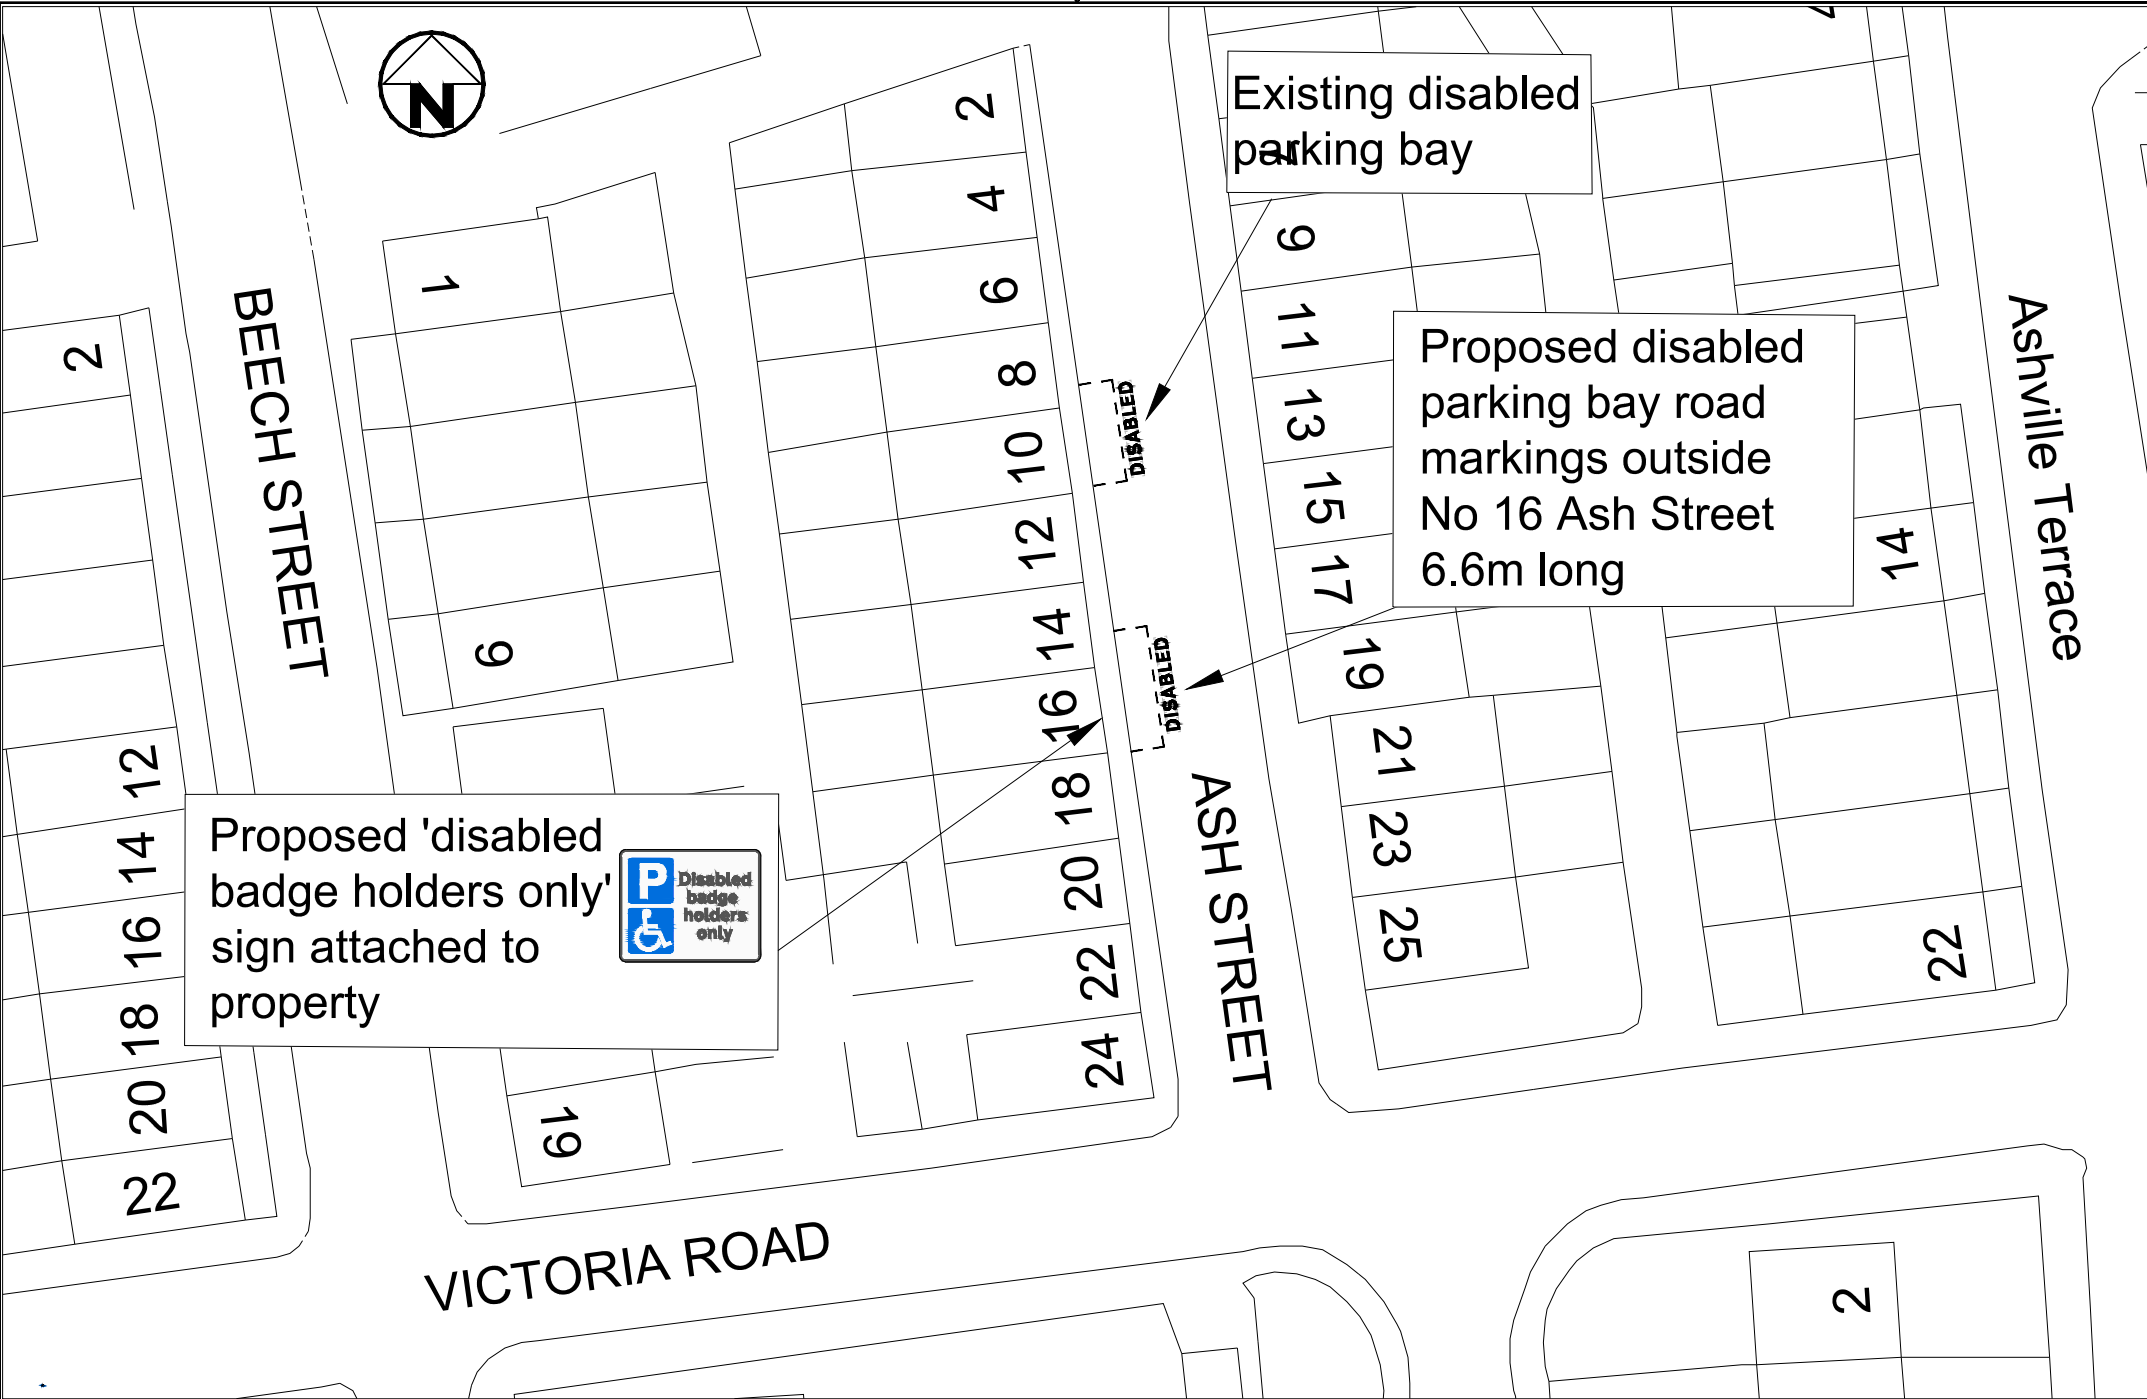 N
Existing disabled
parking bay
7
Proposed disabled
parking bay road
markings outside
No 16 Ash Street
6.6m long
Proposed 'disabled
badge holders only'
sign attached to
property
P
Disabled
badge
holders
only
DISABLED
DISABLED
BEECH STREET
ASH STREET
Ashville Terrace
VICTORIA ROAD
2
12
14
16
18
20
22
1
9
19
2
4
6
8
10
12
14
16
18
20
22
24
9
11
13
15
17
19
21
23
25
14
22
2